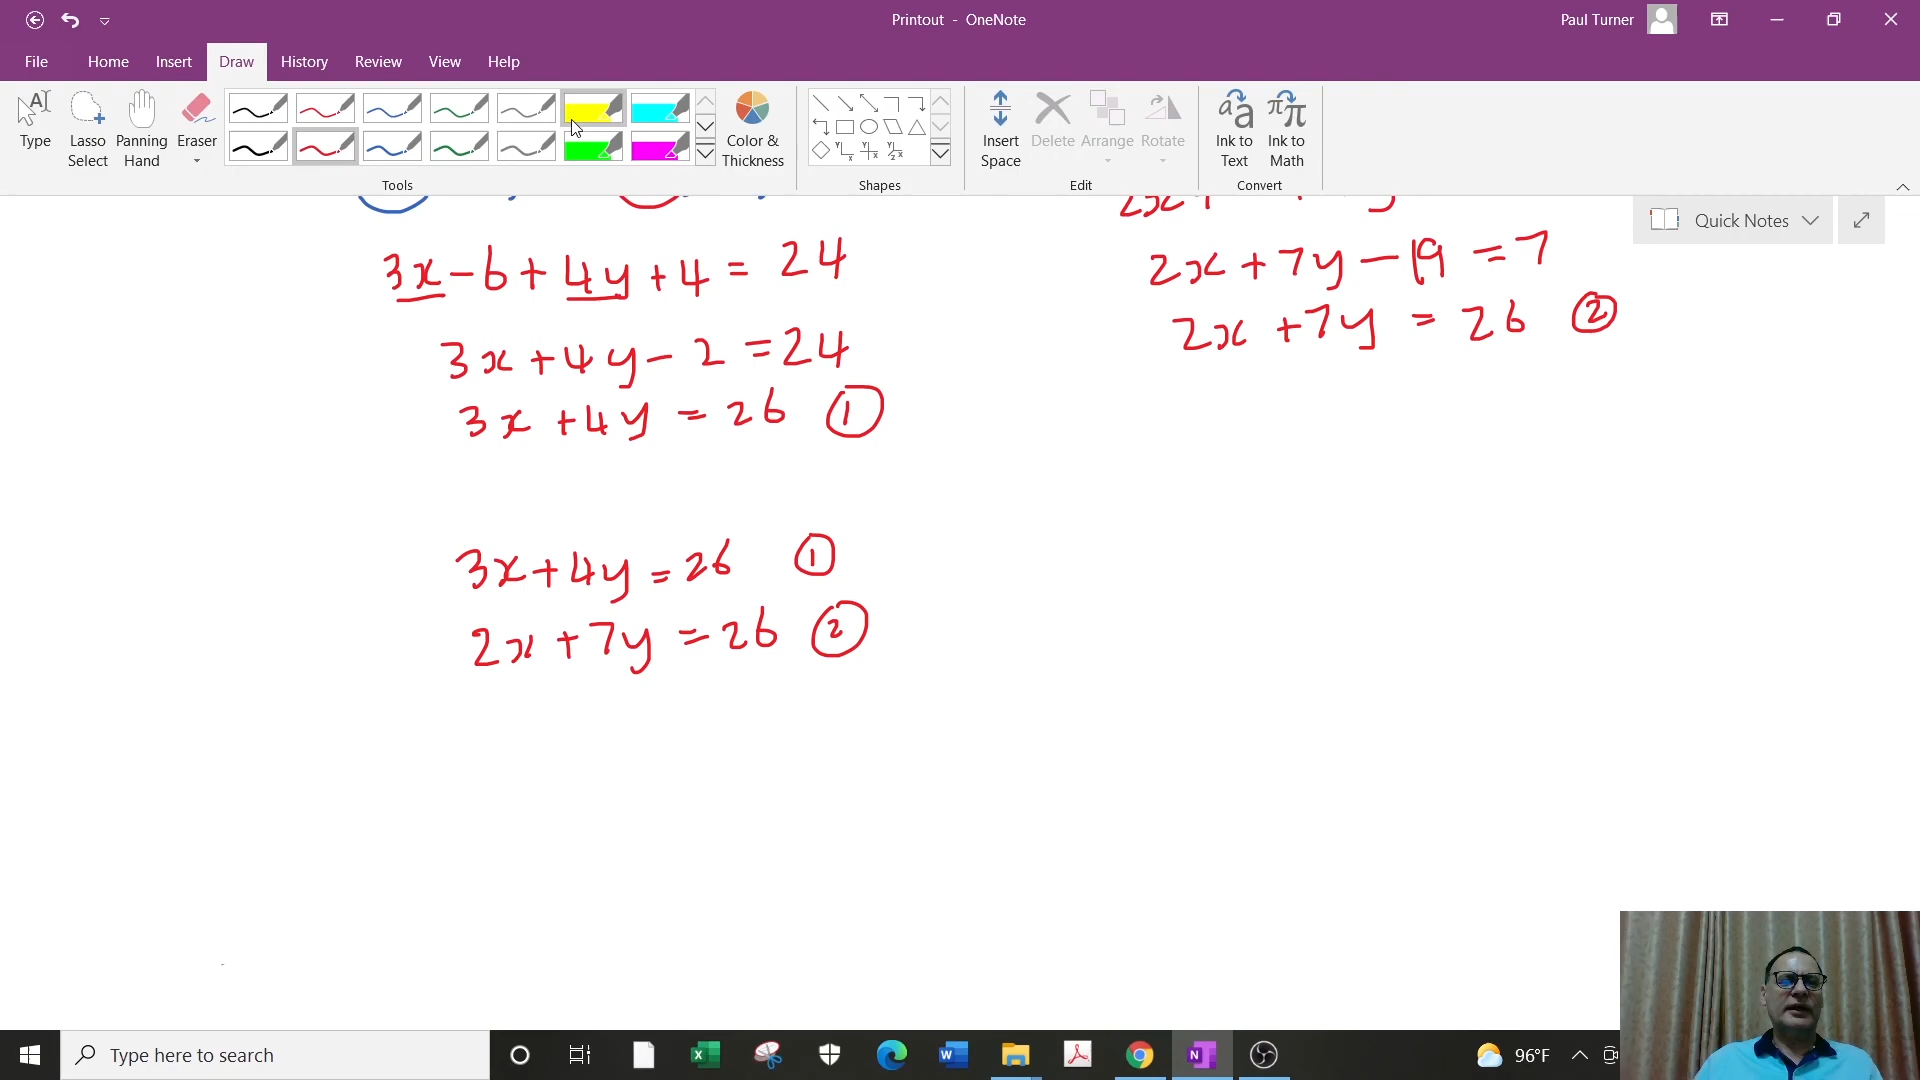 Printout - OneNote
Paul Turner
File Home Insert Draw History Review View Help
Type
Lasso Select
Panning Hand
Eraser
Color & Thickness
Insert Space
Delete
Arrange
Rotate
Ink to Text
Ink to Math
Tools
Shapes
Edit
Convert
Quick Notes
3x - 6 + 4y + 4 = 24
3x + 4y - 2 = 24
3x + 4y = 26 ①
2x + 7y - 19 = 7
2x + 7y = 26 ②
3x + 4y = 26 ①
2x + 7y = 26 ②
Type here to search
96°F